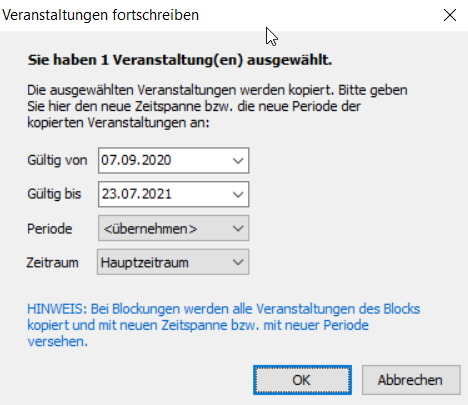 Veranstaltungen fortschreiben
Sie haben 1 Veranstaltung(en) ausgewählt.
Die ausgewählten Veranstaltungen werden kopiert. Bitte geben
Sie hier den neue Zeitspanne bzw. die neue Periode der
kopierten Veranstaltungen an:
Gültig von 07.09.2020
Gültig bis 23.07.2021
Periode <übernehmen>
Zeitraum Hauptzeitraum
HINWEIS: Bei Blockungen werden alle Veranstaltungen des Blocks
kopiert und mit neuen Zeitspanne bzw. mit neuer Periode
versehen.
OK Abbrechen